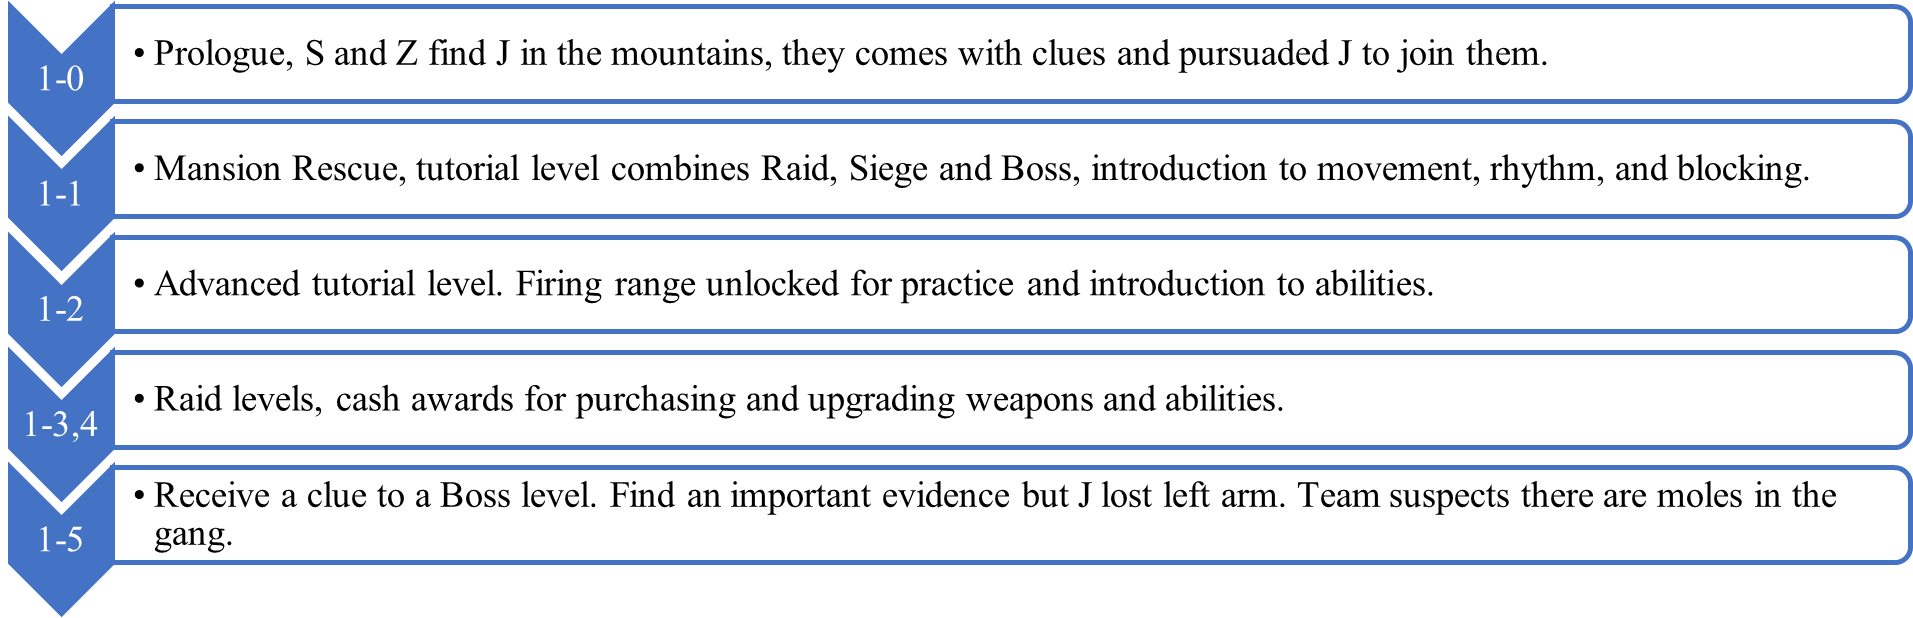 1-0
• Prologue, S and Z find J in the mountains, they comes with clues and pursuaded J to join them.
1-1
• Mansion Rescue, tutorial level combines Raid, Siege and Boss, introduction to movement, rhythm, and blocking.
1-2
• Advanced tutorial level. Firing range unlocked for practice and introduction to abilities.
1-3,4
• Raid levels, cash awards for purchasing and upgrading weapons and abilities.
1-5
• Receive a clue to a Boss level. Find an important evidence but J lost left arm. Team suspects there are moles in the
gang.